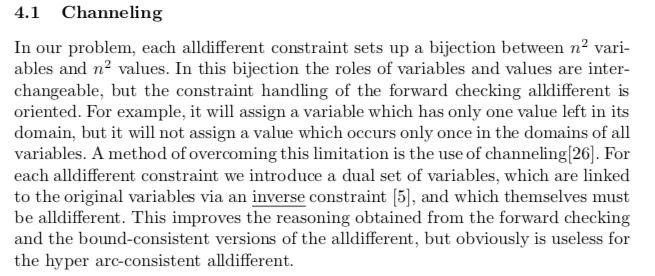 4.1 Channeling
In our problem, each alldifferent constraint sets up a bijection between n² vari-
ables and n² values. In this bijection the roles of variables and values are inter-
changeable, but the constraint handling of the forward checking alldifferent is
oriented. For example, it will assign a variable which has only one value left in its
domain, but it will not assign a value which occurs only once in the domains of all
variables. A method of overcoming this limitation is the use of channeling[26]. For
each alldifferent constraint we introduce a dual set of variables, which are linked
to the original variables via an inverse constraint [5], and which themselves must
be alldifferent. This improves the reasoning obtained from the forward checking
and the bound-consistent versions of the alldifferent, but obviously is useless for
the hyper arc-consistent alldifferent.